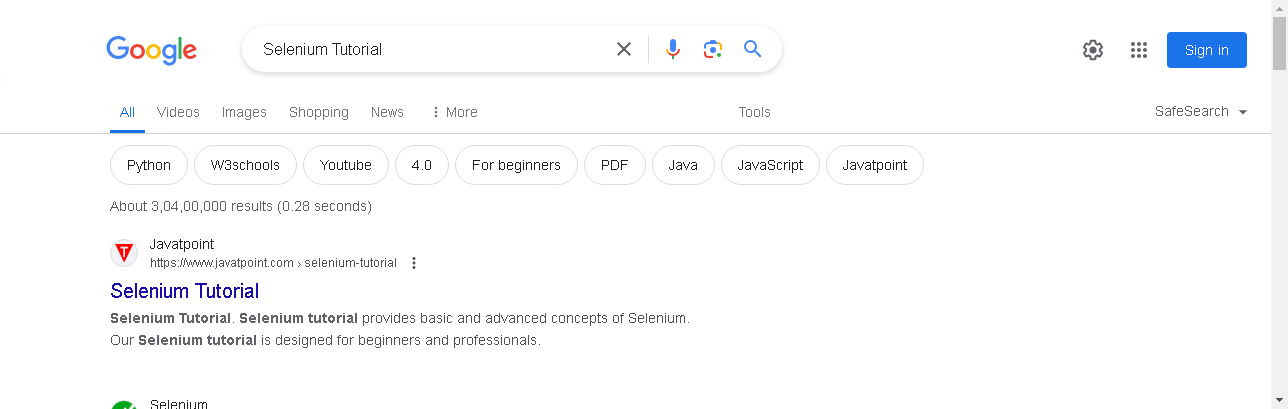 Google
Selenium Tutorial
Sign in
All Videos Images Shopping News More Tools SafeSearch
Python W3schools Youtube 4.0 For beginners PDF Java JavaScript Javatpoint
About 3,04,00,000 results (0.28 seconds)
T
Javatpoint
https://www.javatpoint.com › selenium-tutorial
Selenium Tutorial
Selenium Tutorial. Selenium tutorial provides basic and advanced concepts of Selenium.
Our Selenium tutorial is designed for beginners and professionals.
Selenium